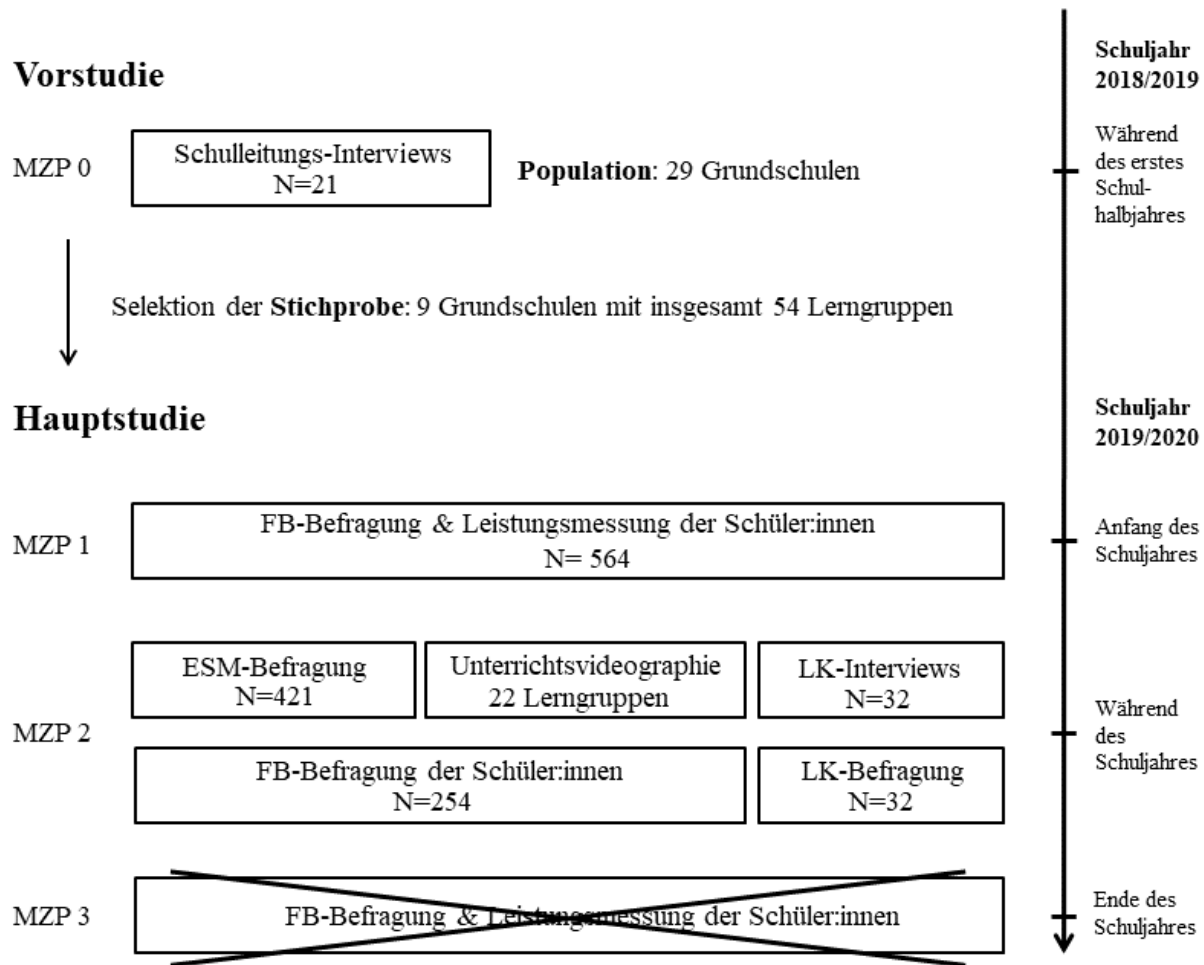 Vorstudie
MZP 0
Schulleitungs-Interviews
N=21
Population: 29 Grundschulen
Schuljahr
2018/2019
Während
des erstes
Schul-
halbjahres
Selektion der Stichprobe: 9 Grundschulen mit insgesamt 54 Lerngruppen
Hauptstudie
Schuljahr
2019/2020
MZP 1
FB-Befragung & Leistungsmessung der Schüler:innen
N= 564
Anfang des
Schuljahres
MZP 2
ESM-Befragung
N=421
Unterrichtsvideographie
22 Lerngruppen
LK-Interviews
N=32
FB-Befragung der Schüler:innen
N=254
LK-Befragung
N=32
Während
des
Schuljahres
MZP 3
FB-Befragung & Leistungsmessung der Schüler:innen
Ende des
Schuljahres